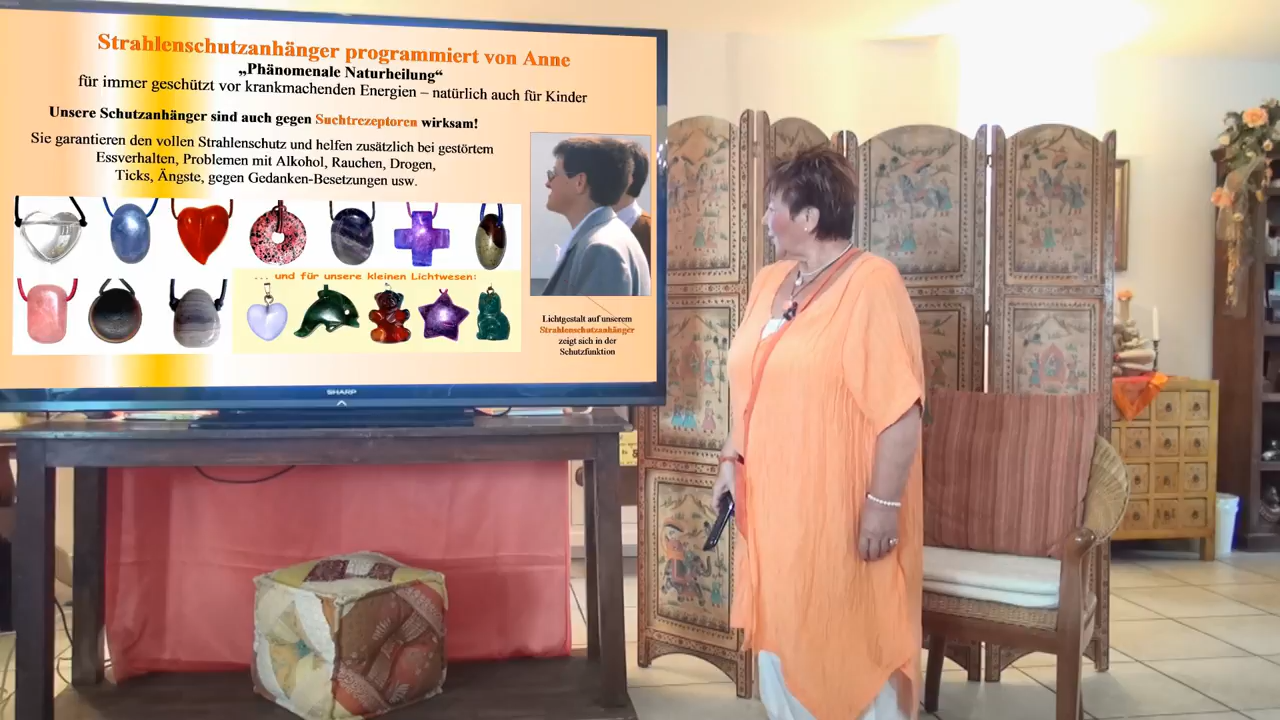 Strahlenschutzanhänger programmiert von Anne
„Phänomenale Naturheilung“
für immer geschützt vor krankmachenden Energien – natürlich auch für Kinder
Unsere Schutzanhänger sind auch gegen Suchtrezeptoren wirksam!
Sie garantieren den vollen Strahlenschutz und helfen zusätzlich bei gestörtem
Essverhalten, Problemen mit Alkohol, Rauchen, Drogen,
Ticks, Ängste, gegen Gedanken-Besetzungen usw.
... und für unsere kleinen Lichtwesen:
Lichtgestalt auf unserem
Strahlenschutzanhänger
zeigt sich in der
Schutzfunktion
SHARP